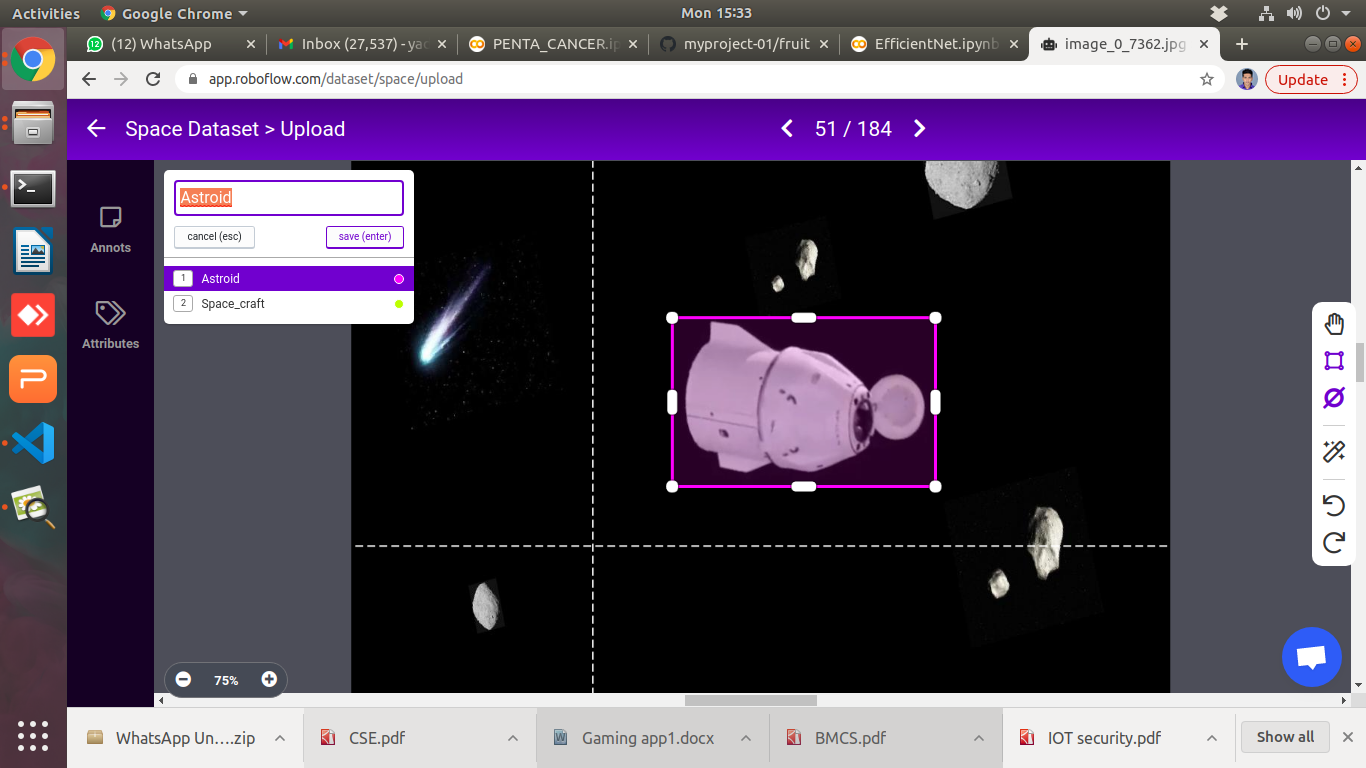 Activities Google Chrome Mon 15:33
(12) WhatsApp Inbox (27,537) - yac PENTA_CANCER.ip myproject-01/fruit EfficientNet.ipynb image_0_7362.jpg
app.roboflow.com/dataset/space/upload Update
Space Dataset > Upload 51 / 184
Astroid
cancel (esc) save (enter)
1 Astroid
2 Space_craft
Annots
Attributes
75%
WhatsApp Un….zip CSE.pdf Gaming app1.docx BMCS.pdf IOT security.pdf Show all